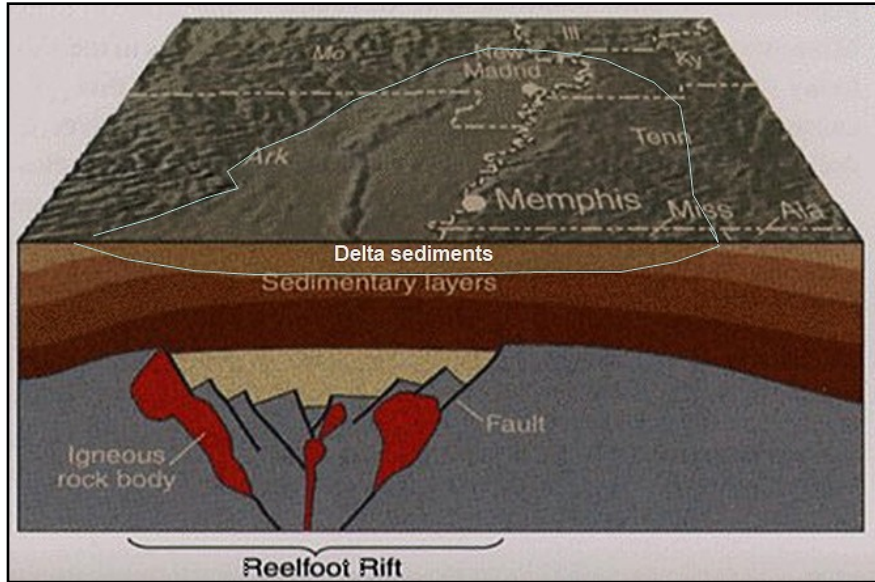 Mo
Ill
New
Madrid
Ky
Ark
Tenn
Memphis
Miss
Ala
Delta sediments
Sedimentary layers
Fault
Igneous
rock body
Reelfoot Rift